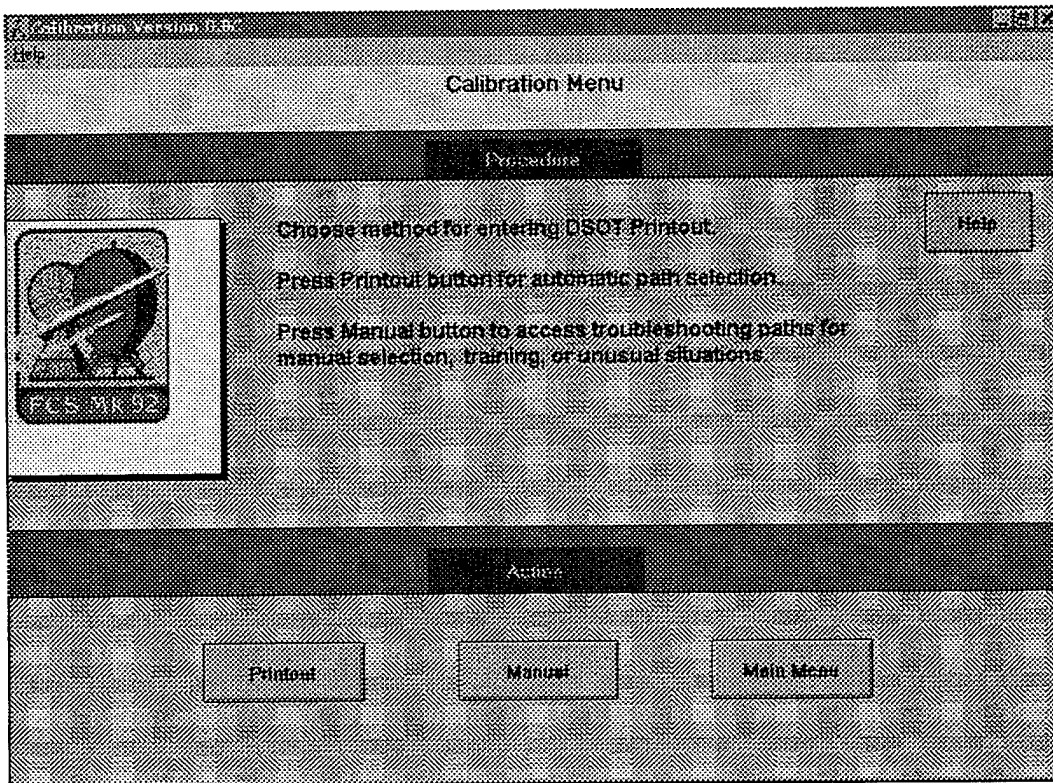 Calibration Version
Help
Calibration Menu
Procedure
Choose method for entering DSOT Printout.
Help
Press Printout button for automatic path selection.
Press Manual button to access troubleshooting paths for
manual selection, training, or unusual situations.
FCS MK 92
Action
Printout
Manual
Main Menu